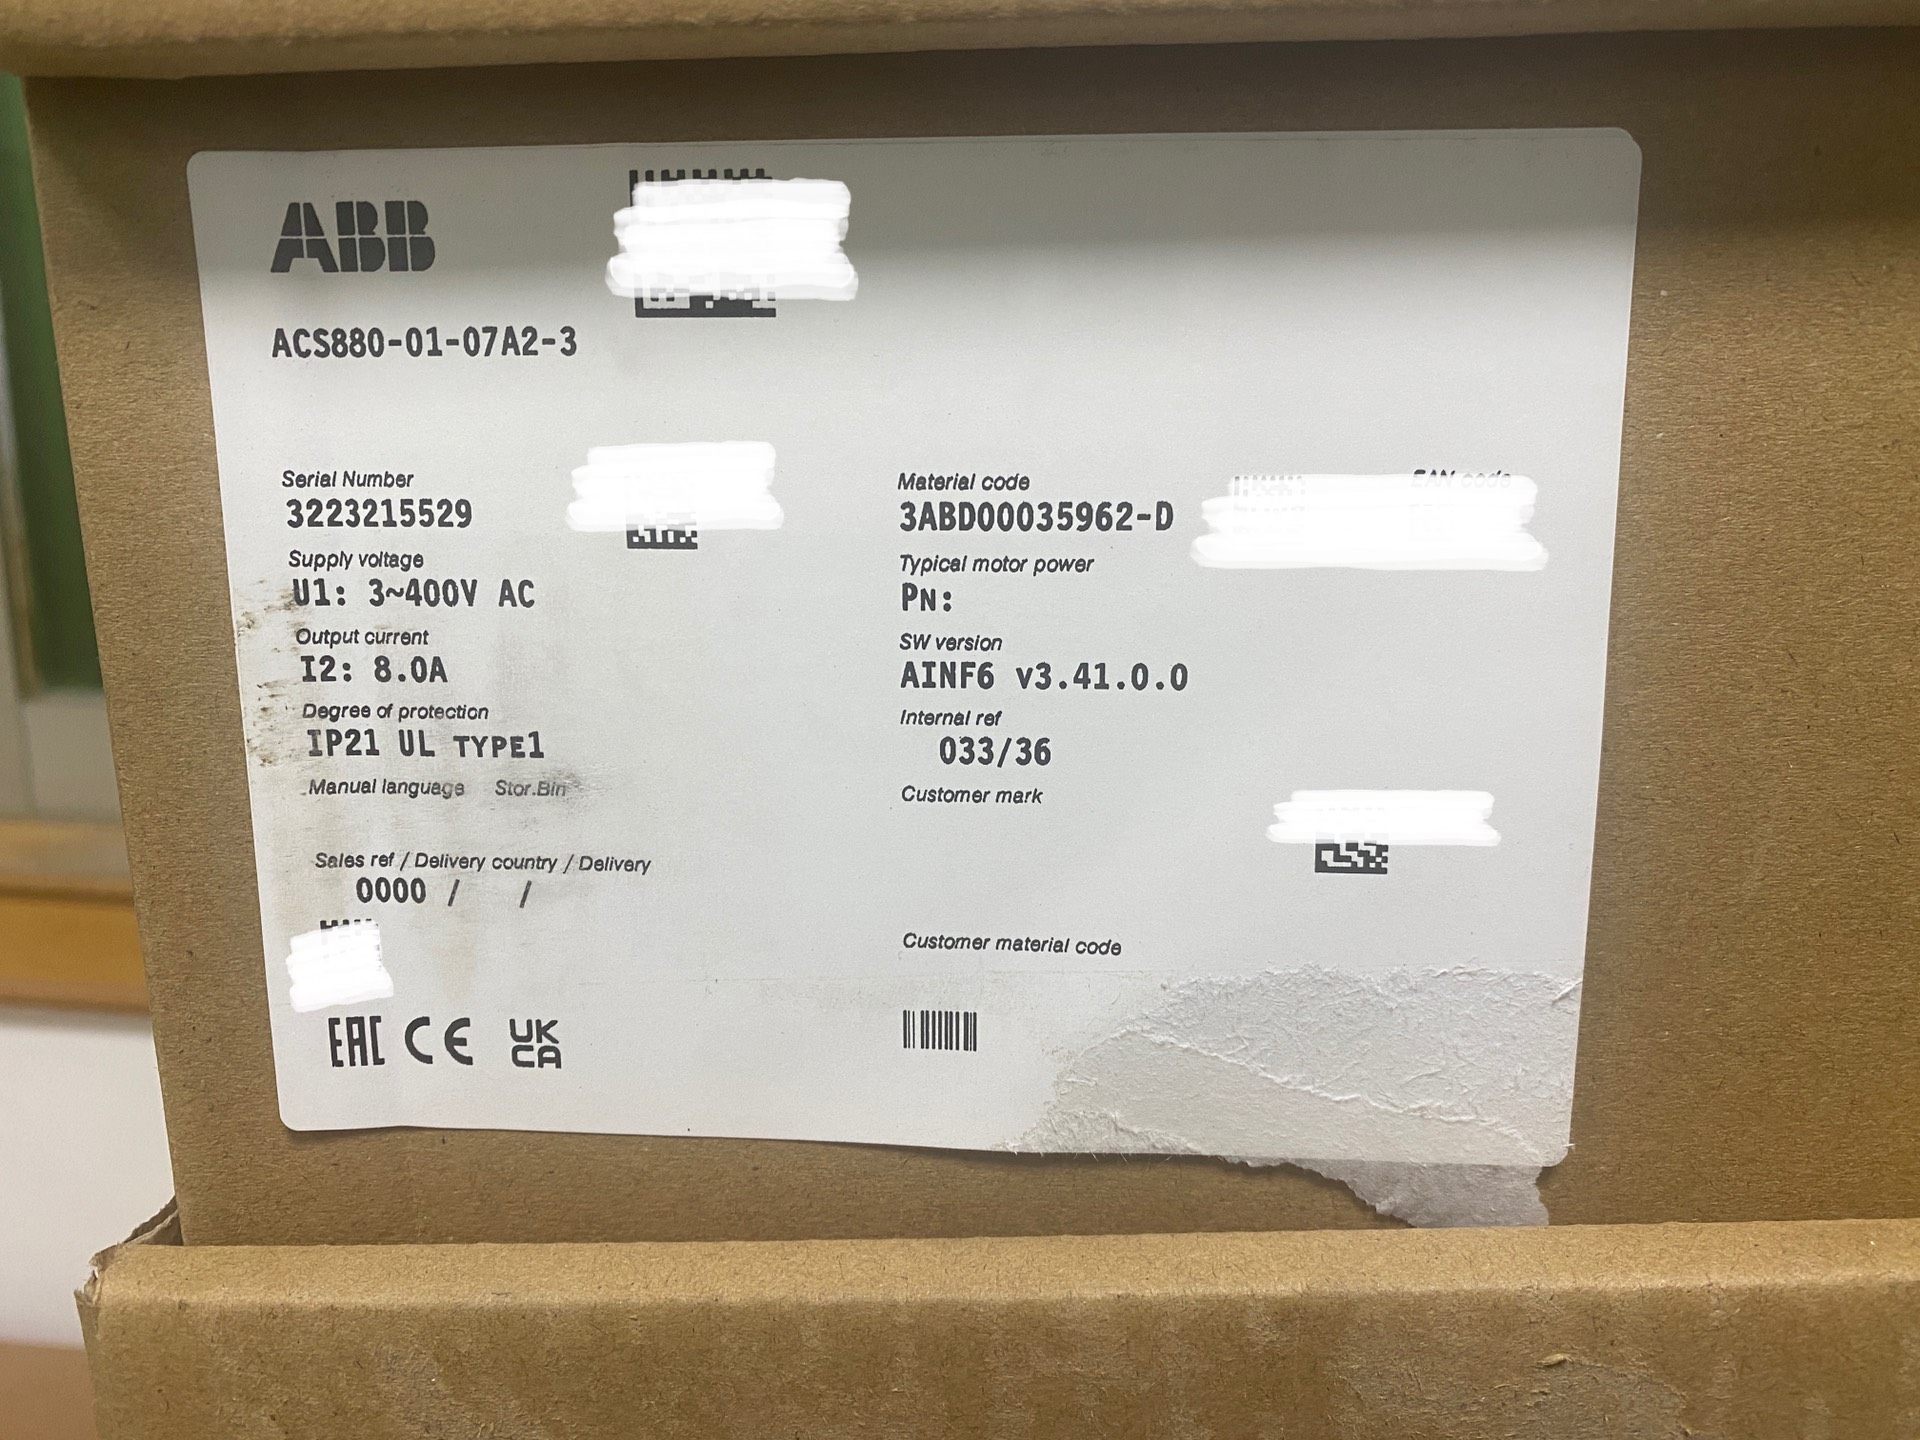 ABB
ACS880-01-07A2-3
Serial Number
3223215529
Supply voltage
U1: 3~400V AC
Output current
I2: 8.0A
Degree of protection
IP21 UL TYPE1
Manual language Stor.Bin
Sales ref / Delivery country / Delivery
0000 / /
EAC CE UK
CA
Material code EAN code
3ABD00035962-D
Typical motor power
PN:
SW version
AINF6 v3.41.0.0
Internal ref
033/36
Customer mark
Customer material code